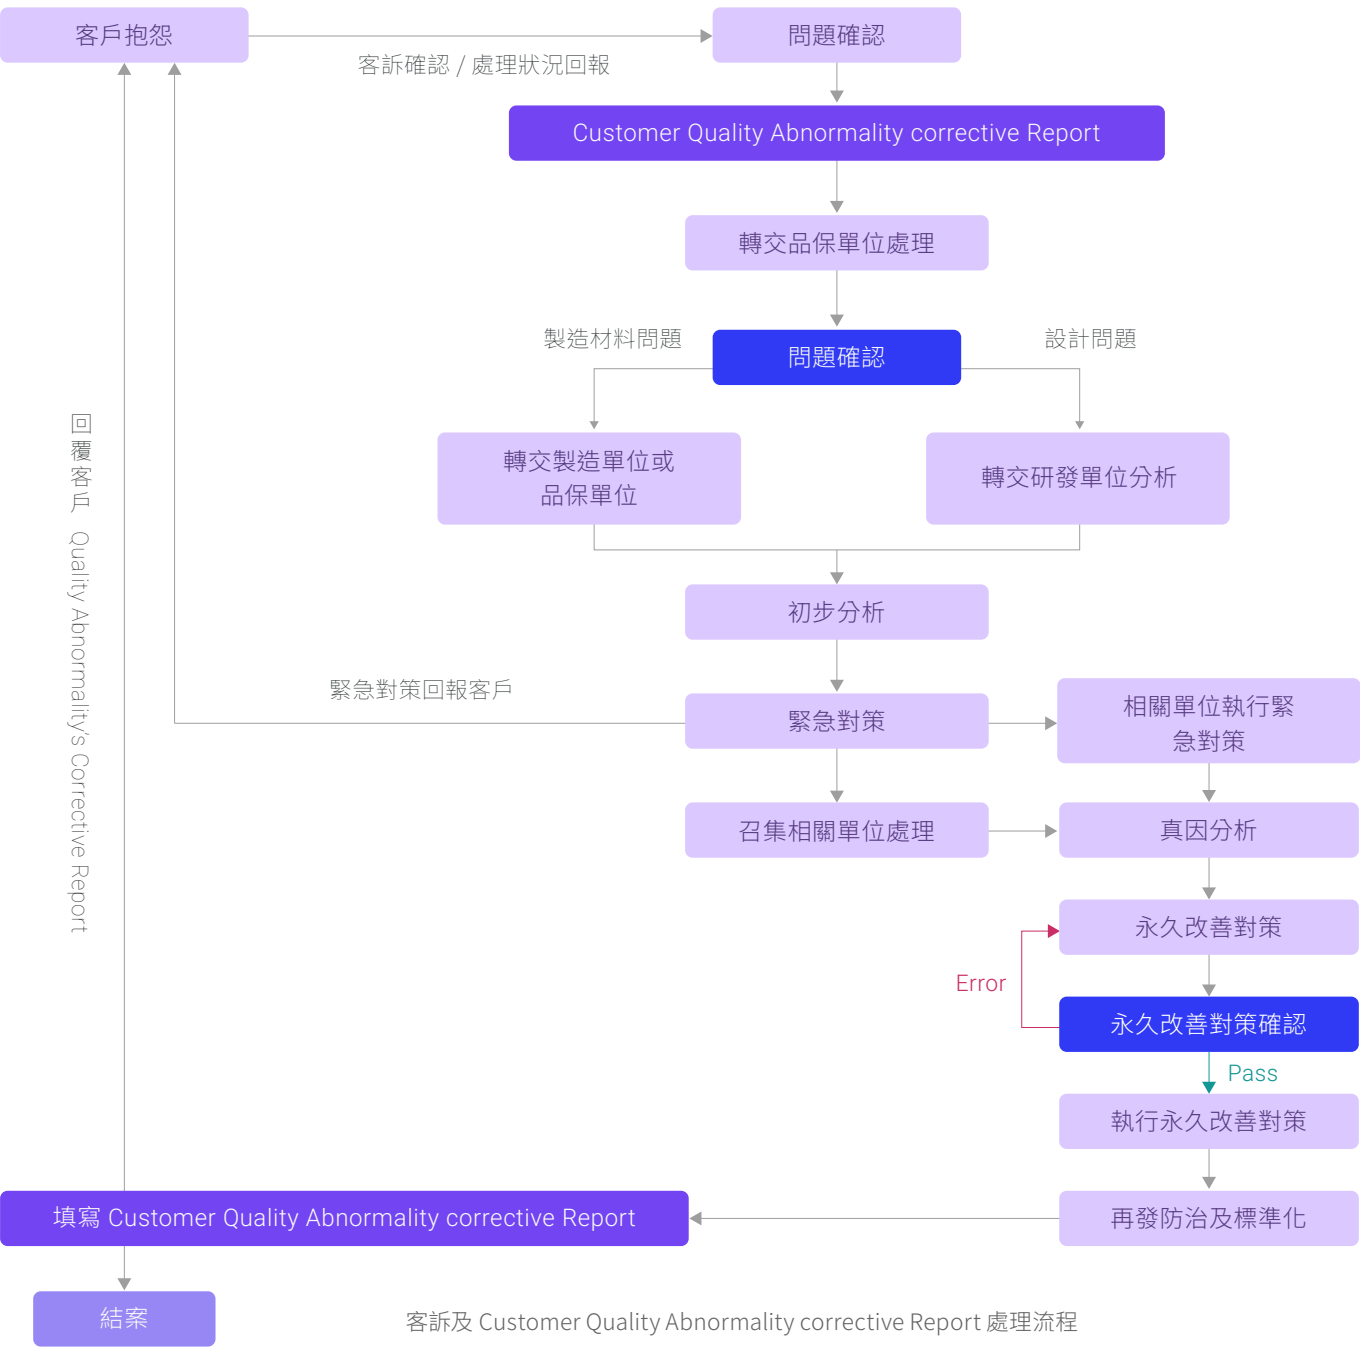 客戶抱怨
問題確認
客訴確認 / 處理狀況回報
Customer Quality Abnormality corrective Report
轉交品保單位處理
製造材料問題
問題確認
設計問題
轉交製造單位或
品保單位
轉交研發單位分析
回覆客戶 Quality Abnormality's Corrective Report
初步分析
緊急對策回報客戶
緊急對策
相關單位執行緊
急對策
召集相關單位處理
真因分析
永久改善對策
Error
永久改善對策確認
Pass
執行永久改善對策
填寫 Customer Quality Abnormality corrective Report
再發防治及標準化
結案
客訴及 Customer Quality Abnormality corrective Report 處理流程